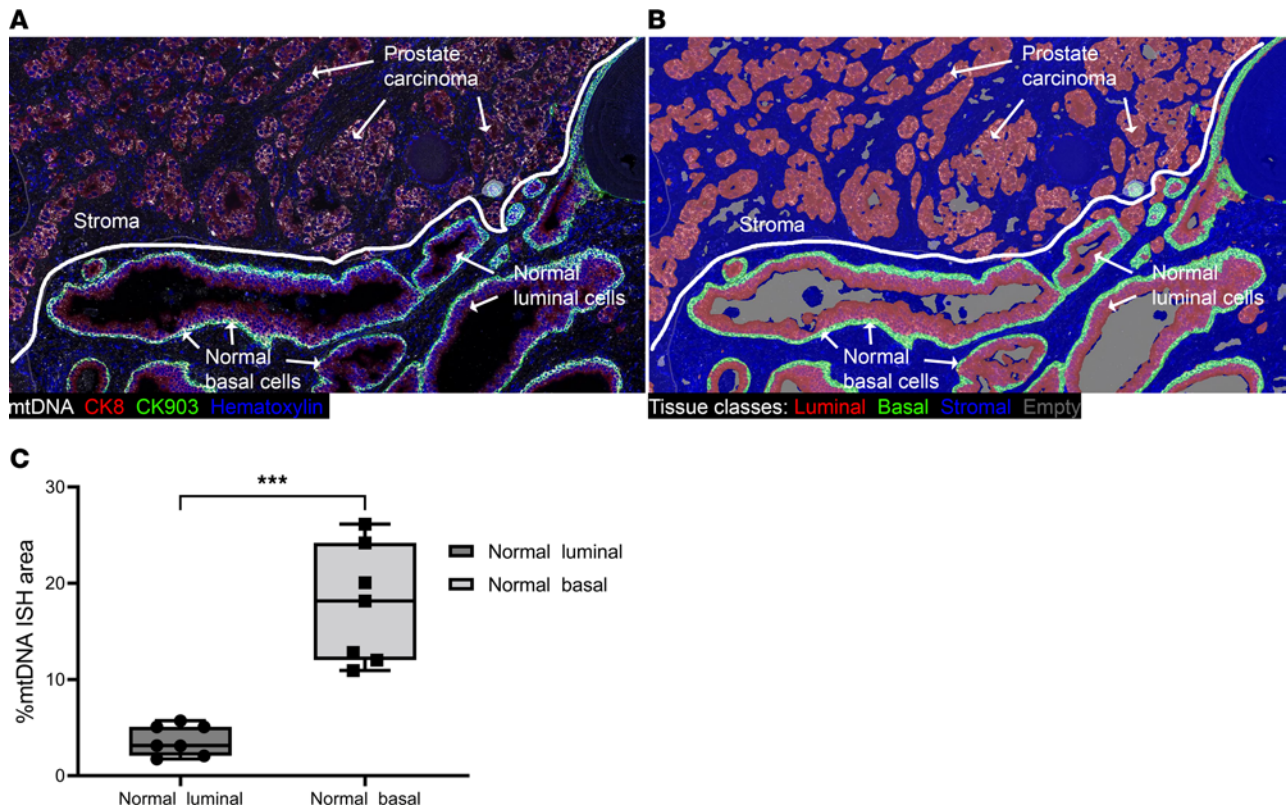 A
Prostate
carcinoma
Stroma
Normal
luminal cells
Normal
basal cells
mtDNA CK8 CK903 Hematoxylin
B
Prostate
carcinoma
Stroma
Normal
luminal cells
Normal
basal cells
Tissue classes: Luminal Basal Stromal Empty
C
%mtDNA ISH area
30
20
10
0
***
Normal luminal
Normal basal
Normal luminal
Normal basal